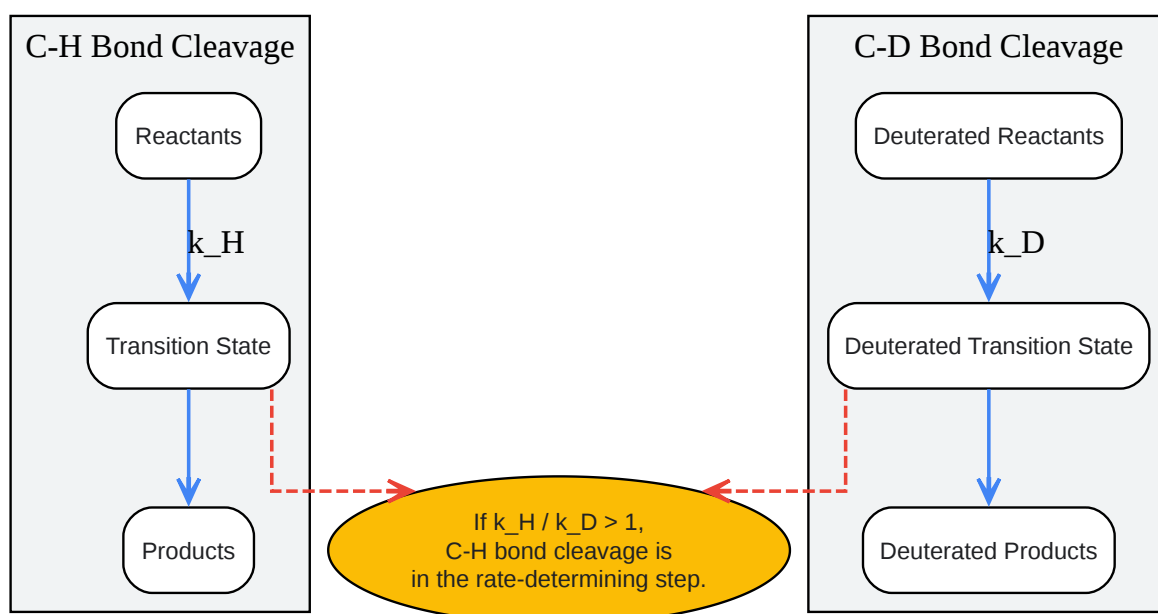 C-H Bond Cleavage
Reactants
k_H
Transition State
Products
C-D Bond Cleavage
Deuterated Reactants
k_D
Deuterated Transition State
Deuterated Products
If k_H / k_D > 1,
C-H bond cleavage is
in the rate-determining step.